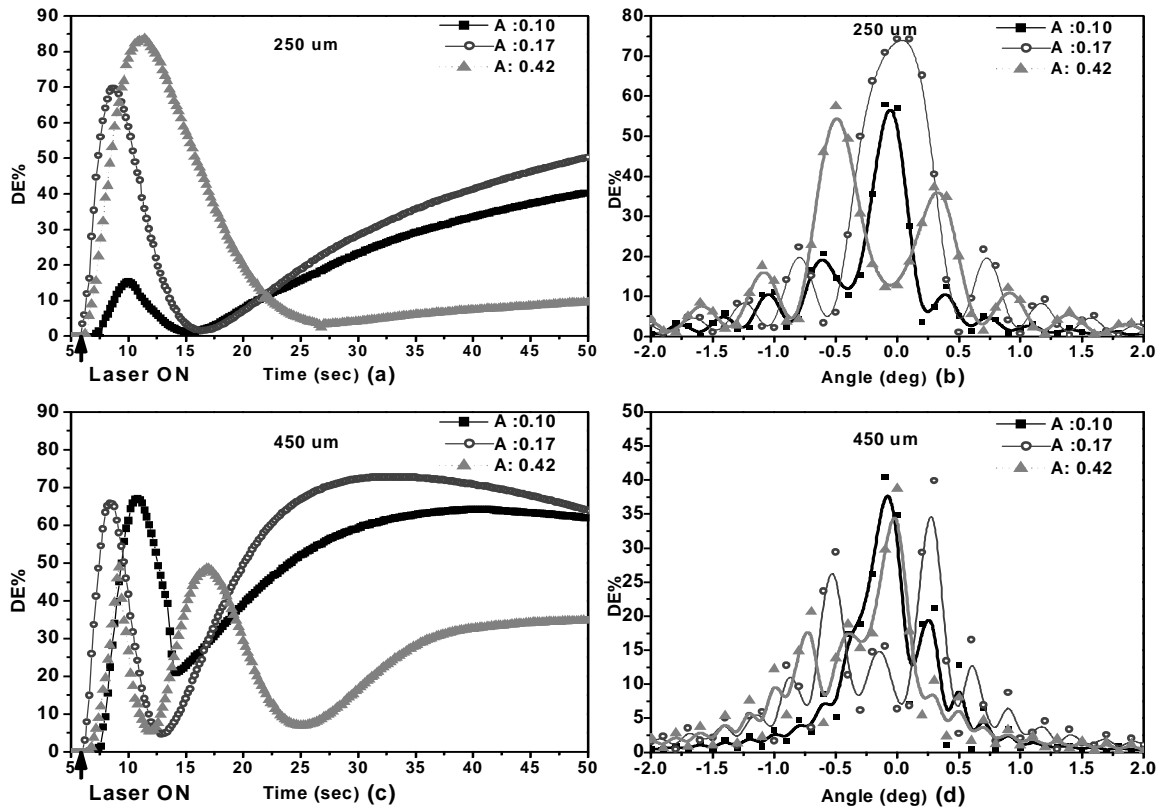 90
80
70
60
50
40
30
20
10
0
DE%
250 um
A :0.10
A :0.17
A: 0.42
5 10 15 20 25 30 35 40 45 50
Laser ON Time (sec) (a)
80
70
60
50
40
30
20
10
0
DE%
250 um
A :0.10
A :0.17
A: 0.42
-2.0 -1.5 -1.0 -0.5 0.0 0.5 1.0 1.5 2.0
Angle (deg) (b)
90
80
70
60
50
40
30
20
10
0
DE%
450 um
A :0.10
A :0.17
A: 0.42
5 10 15 20 25 30 35 40 45 50
Laser ON Time (sec) (c)
50
45
40
35
30
25
20
15
10
5
0
DE%
450 um
A :0.10
A :0.17
A: 0.42
-2.0 -1.5 -1.0 -0.5 0.0 0.5 1.0 1.5 2.0
Angle (deg) (d)